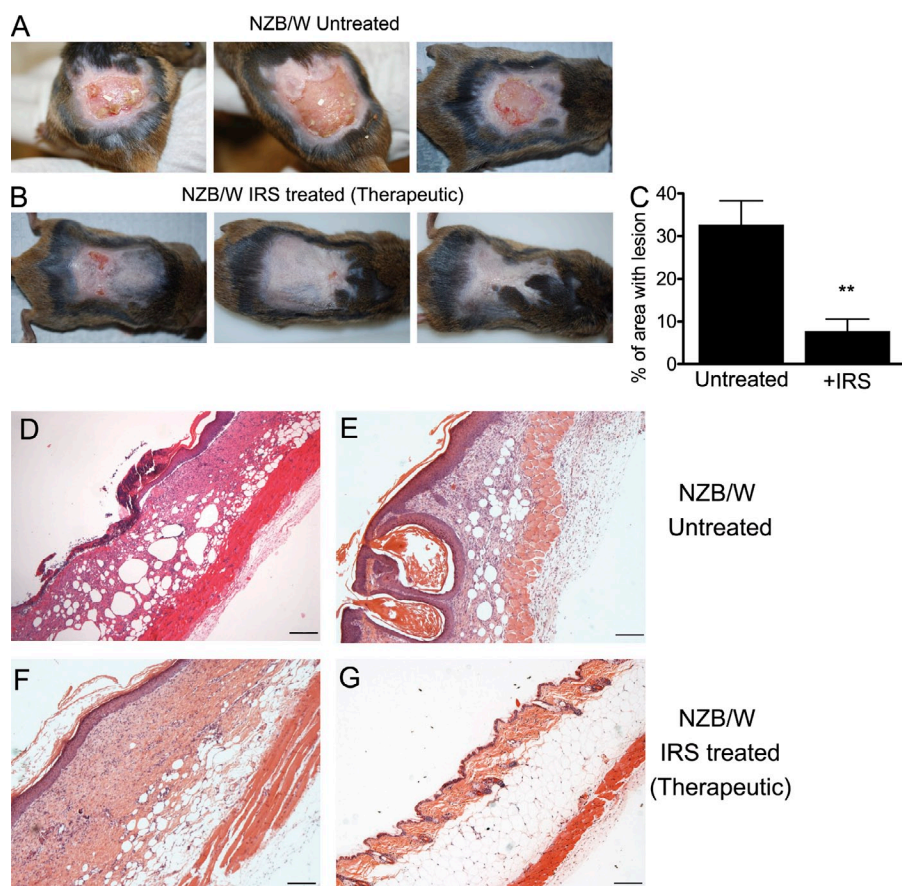 A
NZB/W Untreated
B
NZB/W IRS treated (Therapeutic)
C
% of area with lesion
40
30
20
10
0
**
Untreated
+IRS
D
E
NZB/W
Untreated
F
G
NZB/W
IRS treated
(Therapeutic)